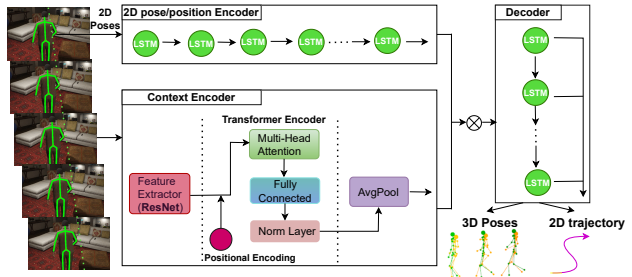 2D
Poses
2D pose/position Encoder
LSTM
LSTM
LSTM
LSTM
LSTM
Decoder
LSTM
LSTM
LSTM
Context Encoder
Transformer Encoder
Multi-Head
Attention
Feature
Extractor
(ResNet)
Fully
Connected
AvgPool
Norm Layer
Positional Encoding
3D Poses
2D trajectory